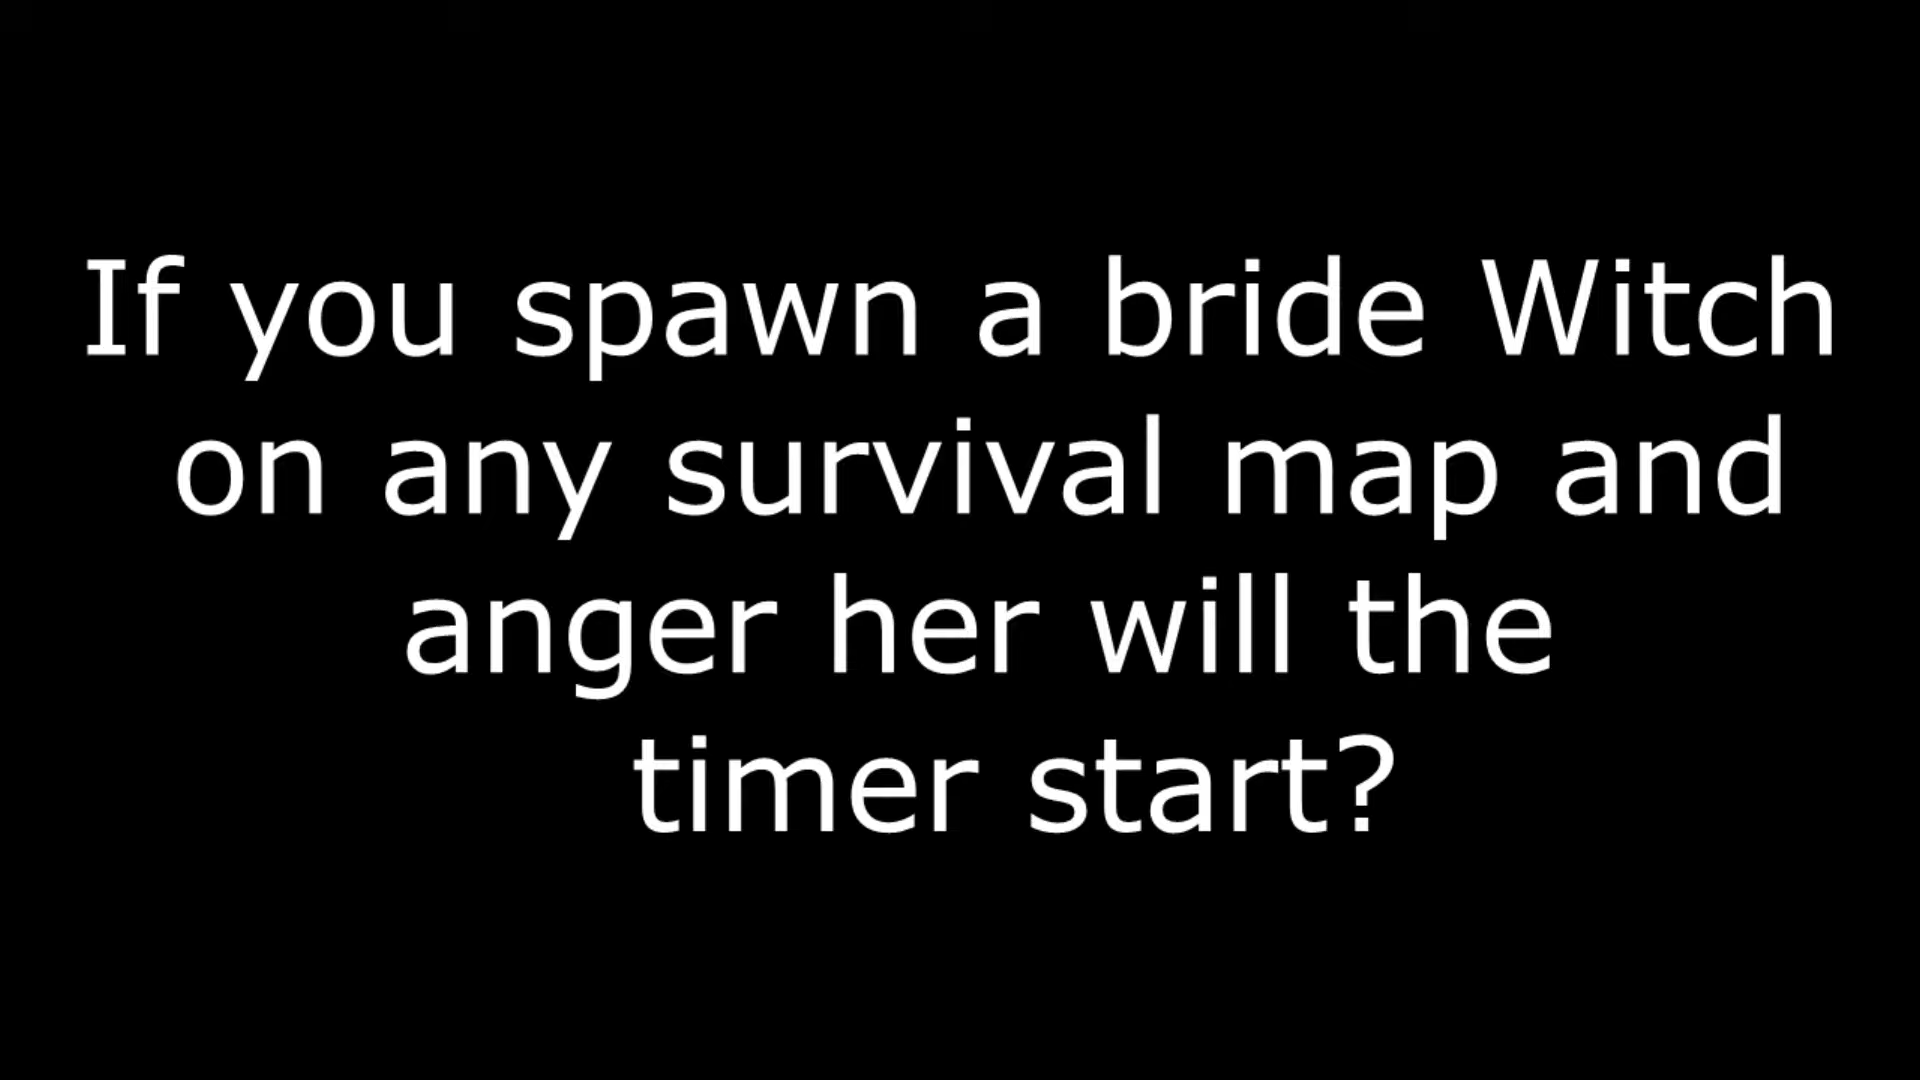 If you spawn a bride Witch
on any survival map and
anger her will the
timer start?